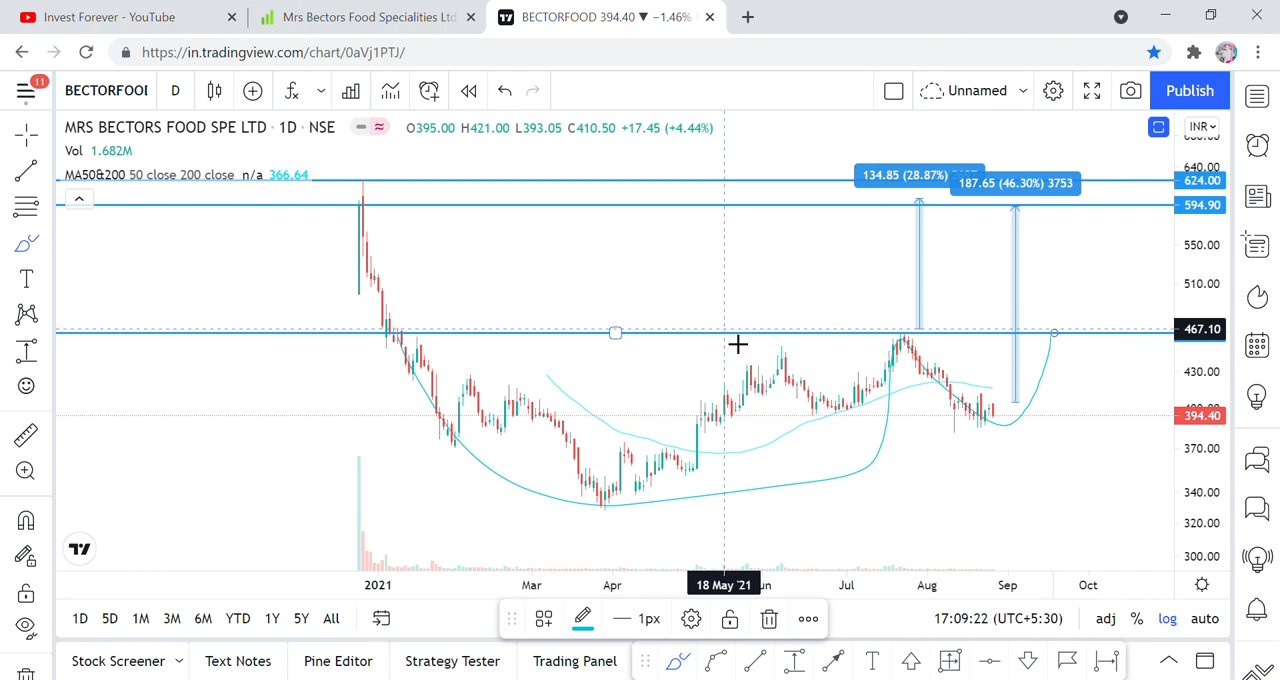 Invest Forever - YouTube
Mrs Bectors Food Specialities Ltd
BECTORFOOD 394.40 ▼ −1.46%
https://in.tradingview.com/chart/0aVj1PTJ/
11
BECTORFOOI
D
Unnamed
Publish
MRS BECTORS FOOD SPE LTD · 1D · NSE
O395.00 H421.00 L393.05 C410.50 +17.45 (+4.44%)
INR
Vol 1.682M
MA50&200 50 close 200 close n/a 366.64
640.00
134.85 (28.87%)
187.65 (46.30%) 3753
624.00
594.90
550.00
510.00
467.10
430.00
394.40
370.00
340.00
320.00
300.00
2021
Mar
Apr
18 May '21
Jul
Aug
Sep
Oct
1D 5D 1M 3M 6M YTD 1Y 5Y All
1px
17:09:22 (UTC+5:30)
adj % log auto
Stock Screener
Text Notes
Pine Editor
Strategy Tester
Trading Panel